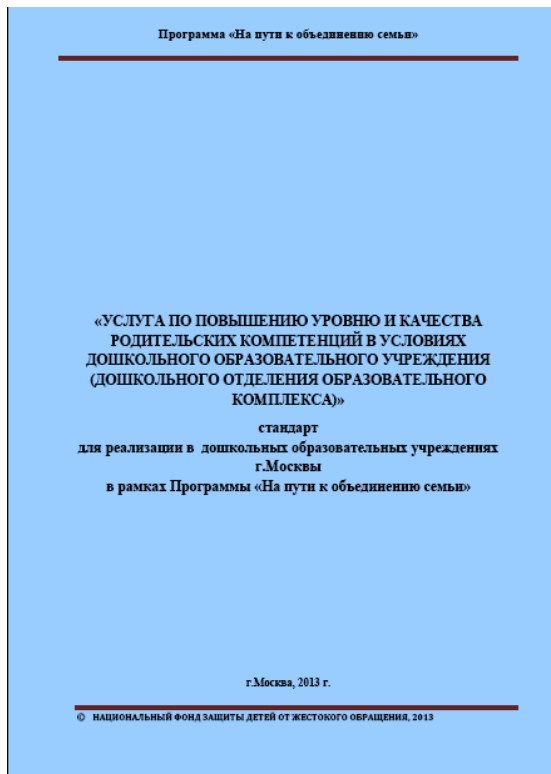 Программа «На пути к объединению семьи»
«УСЛУГА ПО ПОВЫШЕНИЮ УРОВНЮ И КАЧЕСТВА
РОДИТЕЛЬСКИХ КОМПЕТЕНЦИЙ В УСЛОВИЯХ
ДОШКОЛЬНОГО ОБРАЗОВАТЕЛЬНОГО УЧРЕЖДЕНИЯ
(ДОШКОЛЬНОГО ОТДЕЛЕНИЯ ОБРАЗОВАТЕЛЬНОГО
КОМПЛЕКСА)»
стандарт
для реализации в дошкольных образовательных учреждениях
г.Москвы
в рамках Программы «На пути к объединению семьи»
г.Москва, 2013 г.
© НАЦИОНАЛЬНЫЙ ФОНД ЗАЩИТЫ ДЕТЕЙ ОТ ЖЕСТОКОГО ОБРАЩЕНИЯ, 2013